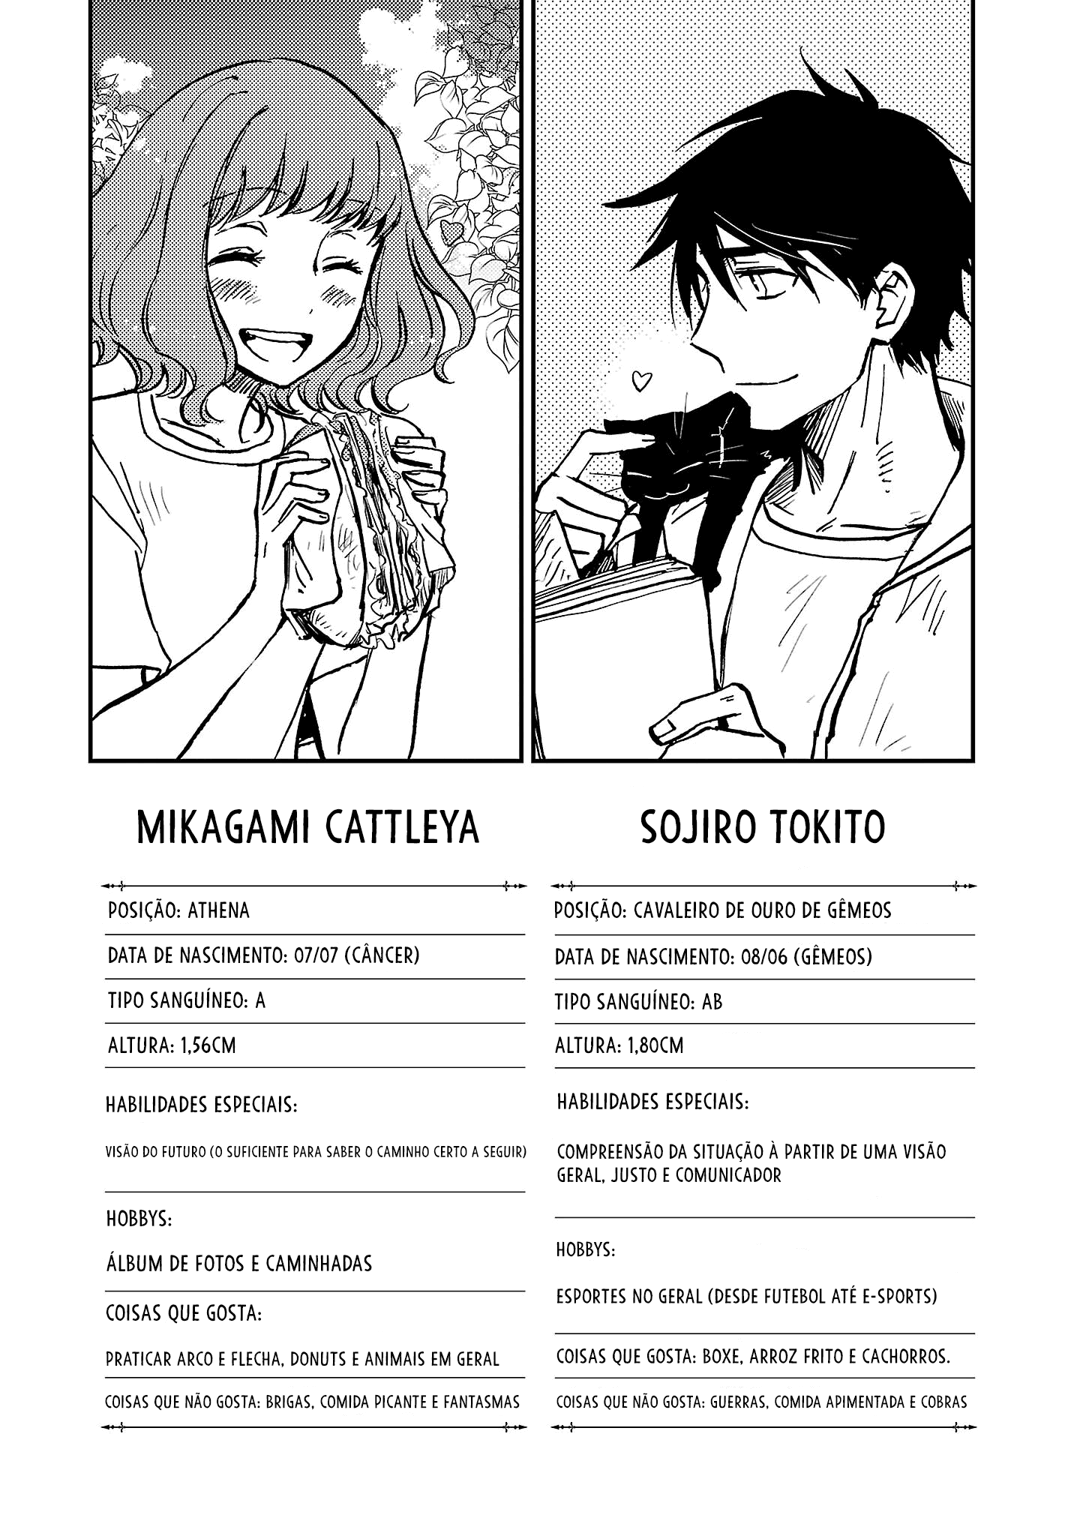 MIKAGAMI CATTLEYA
POSIÇÃO: ATHENA
DATA DE NASCIMENTO: 07/07 (CÂNCER)
TIPO SANGUÍNEO: A
ALTURA: 1,56CM
HABILIDADES ESPECIAIS:
VISÃO DO FUTURO (O SUFICIENTE PARA SABER O CAMINHO CERTO A SEGUIR)
HOBBYS:
ÁLBUM DE FOTOS E CAMINHADAS
COISAS QUE GOSTA:
PRATICAR ARCO E FLECHA, DONUTS E ANIMAIS EM GERAL
COISAS QUE NÃO GOSTA: BRIGAS, COMIDA PICANTE E FANTASMAS
SOJIRO TOKITO
POSIÇÃO: CAVALEIRO DE OURO DE GÊMEOS
DATA DE NASCIMENTO: 08/06 (GÊMEOS)
TIPO SANGUÍNEO: AB
ALTURA: 1,80CM
HABILIDADES ESPECIAIS:
COMPREENSÃO DA SITUAÇÃO À PARTIR DE UMA VISÃO
GERAL, JUSTO E COMUNICADOR
HOBBYS:
ESPORTES NO GERAL (DESDE FUTEBOL ATÉ E-SPORTS)
COISAS QUE GOSTA: BOXE, ARROZ FRITO E CACHORROS.
COISAS QUE NÃO GOSTA: GUERRAS, COMIDA APIMENTADA E COBRAS